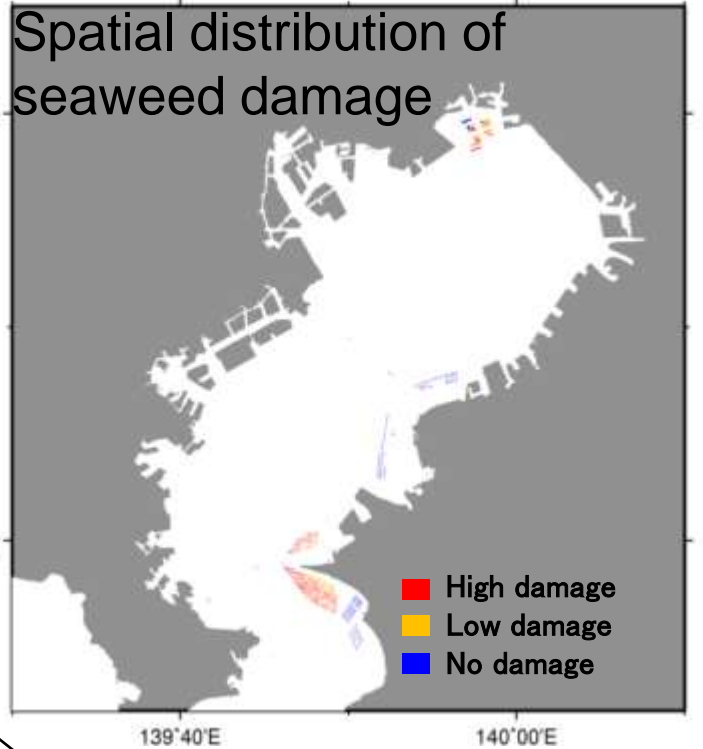 Spatial distribution of
seaweed damage
High damage
Low damage
No damage
139°40'E
140°00'E